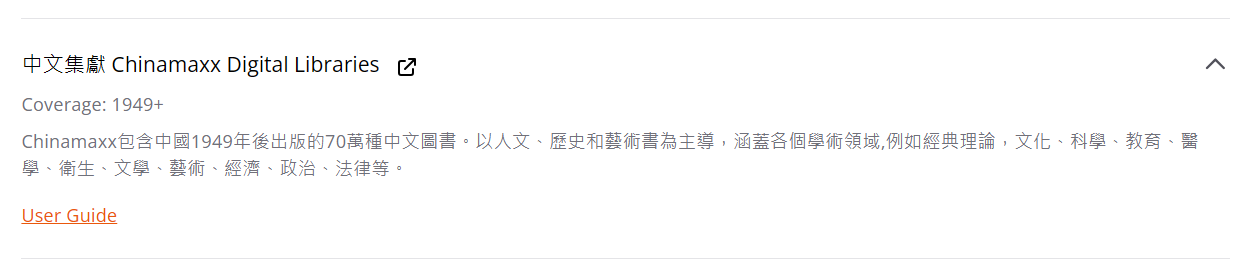 中文集獻 Chinamaxx Digital Libraries
Coverage: 1949+
Chinamaxx包含中國1949年後出版的70萬種中文圖書。以人文、歷史和藝術書為主導，涵蓋各個學術領域,例如經典理論，文化、科學、教育、醫
學、衛生、文學、藝術、經濟、政治、法律等。
User Guide